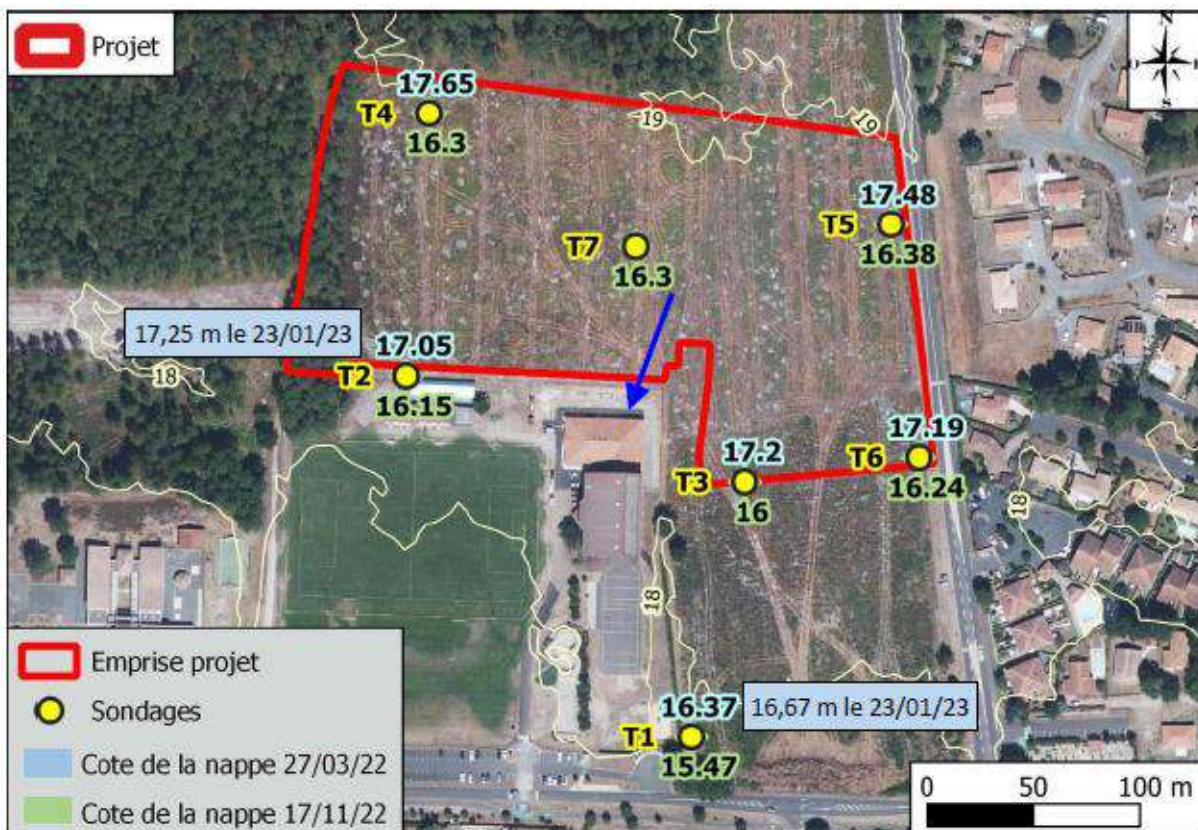 Projet
S
17.65
T4
16.3
19
19
17.48
T5
16.38
T7
16.3
17,25 m le 23/01/23
18
17.05
T2
16.15
17.19
T6
16.24
17.2
T3
16
18
18
16.37
16,67 m le 23/01/23
T1
15.47
Emprise projet
Sondages
Cote de la nappe 27/03/22
Cote de la nappe 17/11/22
0 50 100 m